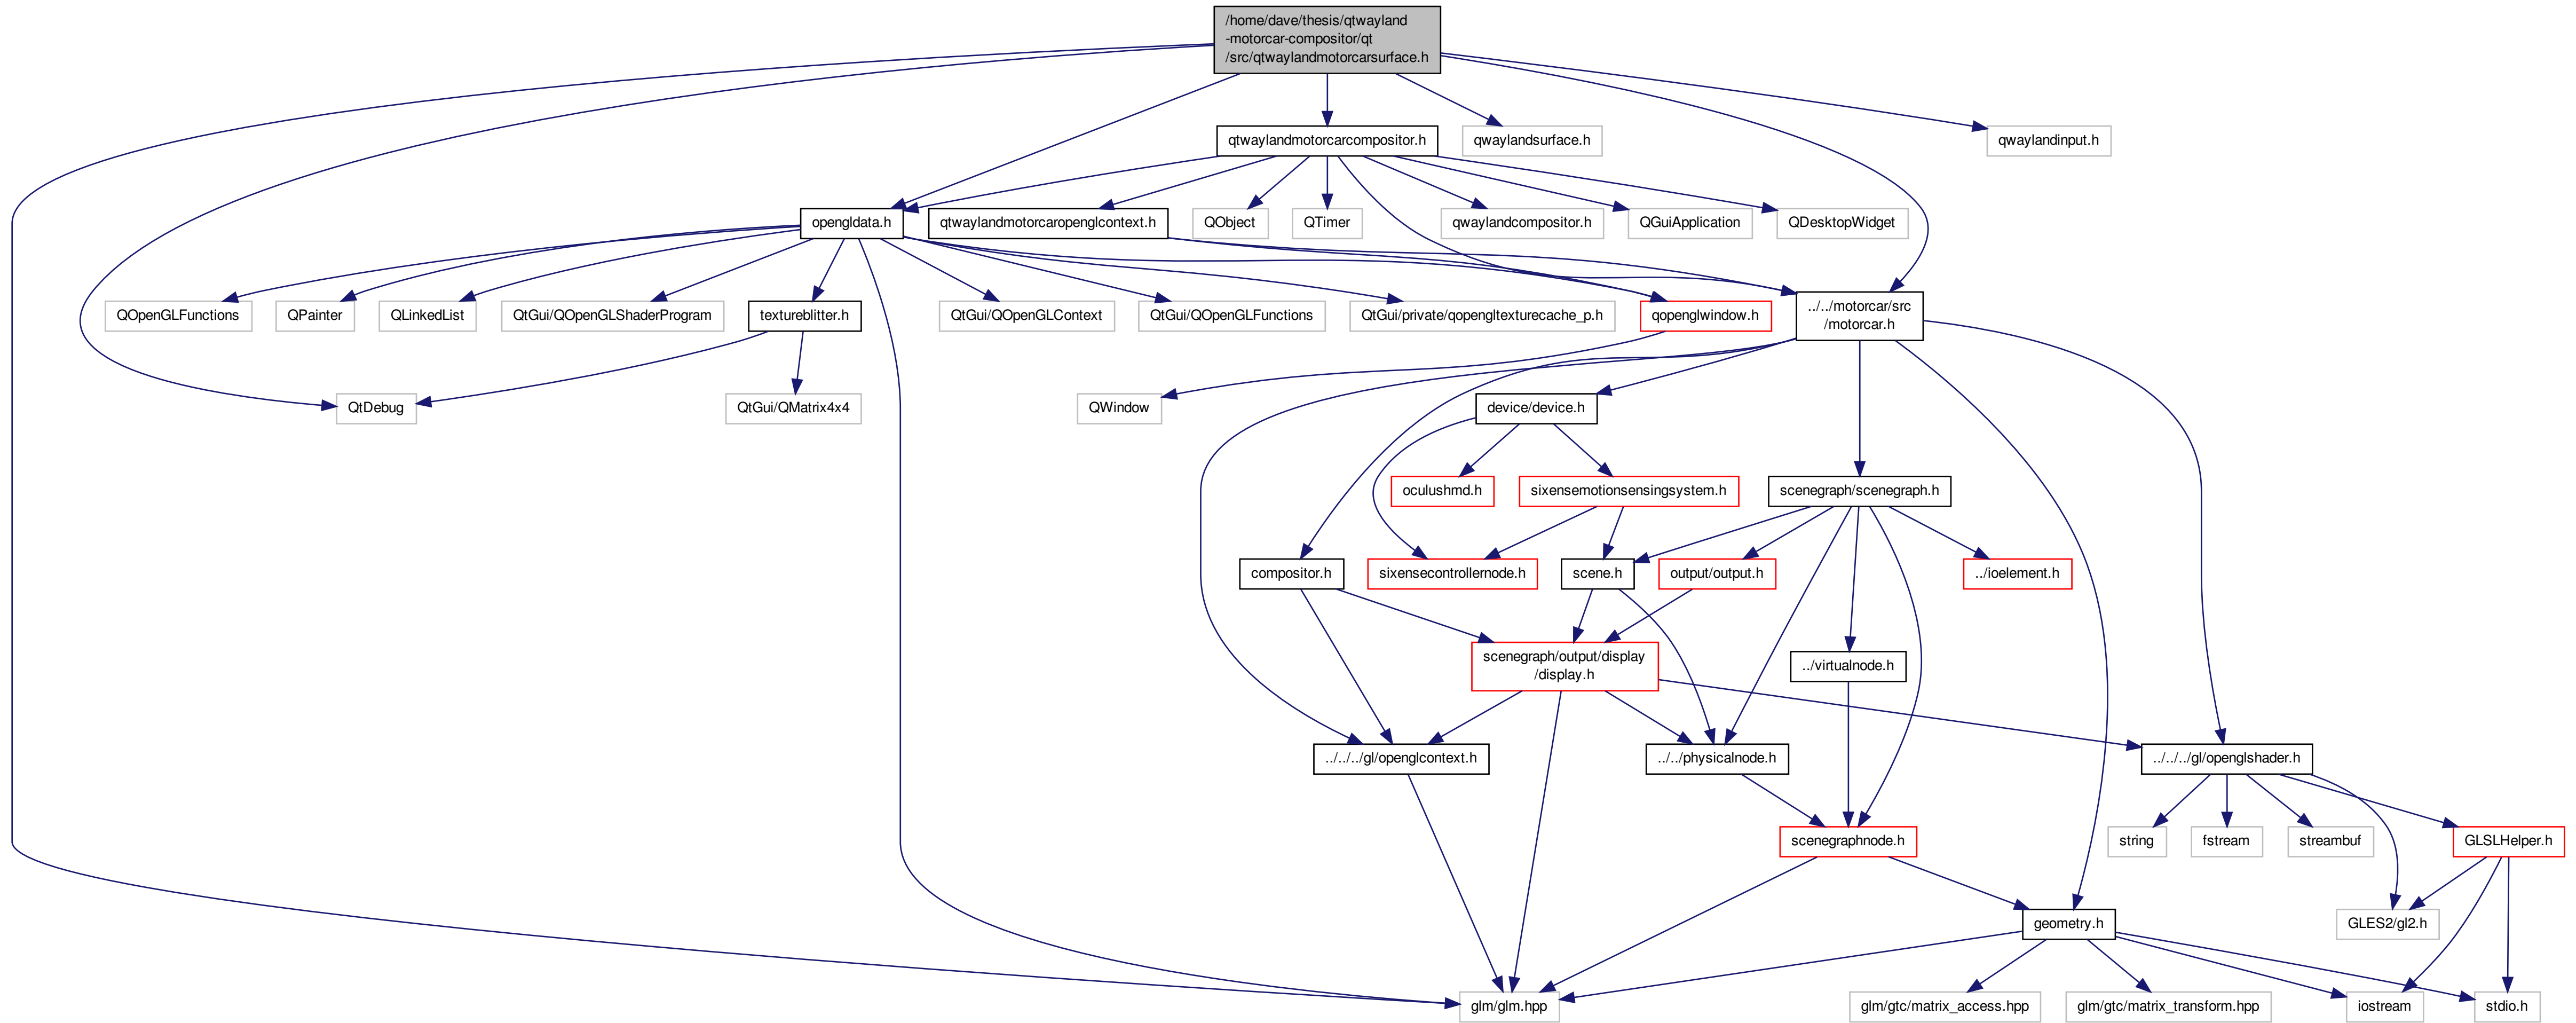 /home/dave/thesis/qtwayland
-motorcar-compositor/qt
/src/qtwaylandmotorcarsurface.h
qtwaylandmotorcarcompositor.h
qwaylandsurface.h
qwaylandinput.h
opengldata.h
qtwaylandmotorcaropenglcontext.h
QObject
QTimer
qwaylandcompositor.h
QGuiApplication
QDesktopWidget
QOpenGLFunctions
QPainter
QLinkedList
QtGui/QOpenGLShaderProgram
textureblitter.h
QtGui/QOpenGLContext
QtGui/QOpenGLFunctions
QtGui/private/qopengltexturecache_p.h
qopenglwindow.h
../../motorcar/src
/motorcar.h
QtDebug
QtGui/QMatrix4x4
QWindow
device/device.h
oculushmd.h
sixensemotionsensingsystem.h
scenegraph/scenegraph.h
compositor.h
sixensecontrollernode.h
scene.h
output/output.h
../ioelement.h
scenegraph/output/display
/display.h
../virtualnode.h
../../../gl/openglcontext.h
../../physicalnode.h
../../../gl/openglshader.h
scenegraphnode.h
string
fstream
streambuf
GLSLHelper.h
geometry.h
GLES2/gl2.h
glm/glm.hpp
glm/gtc/matrix_access.hpp
glm/gtc/matrix_transform.hpp
iostream
stdio.h